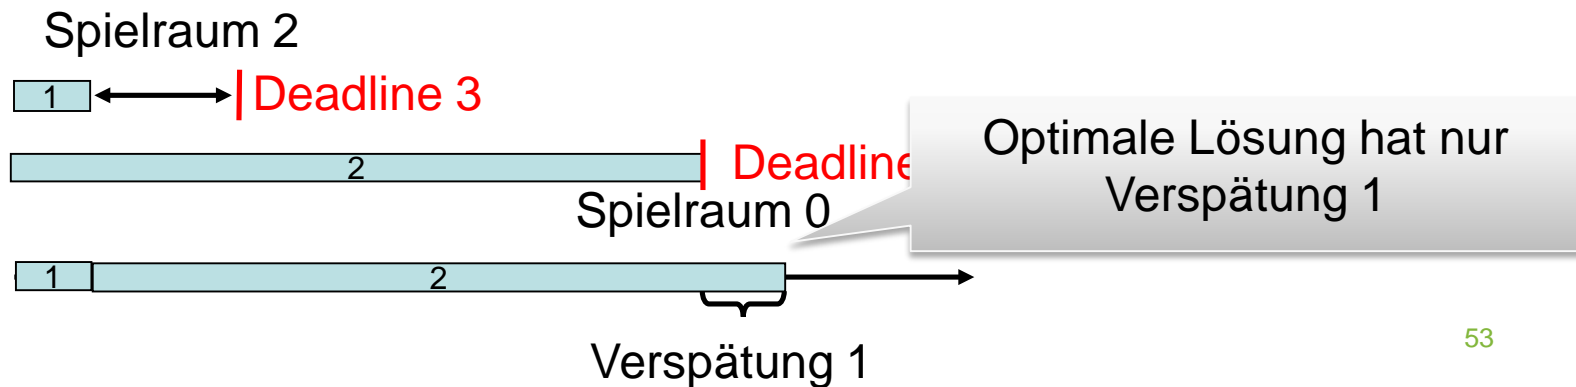 Spielraum 2
1 Deadline 3
2 Deadline
Spielraum 0
Optimale Lösung hat nur
Verspätung 1
1 2
Verspätung 1
53